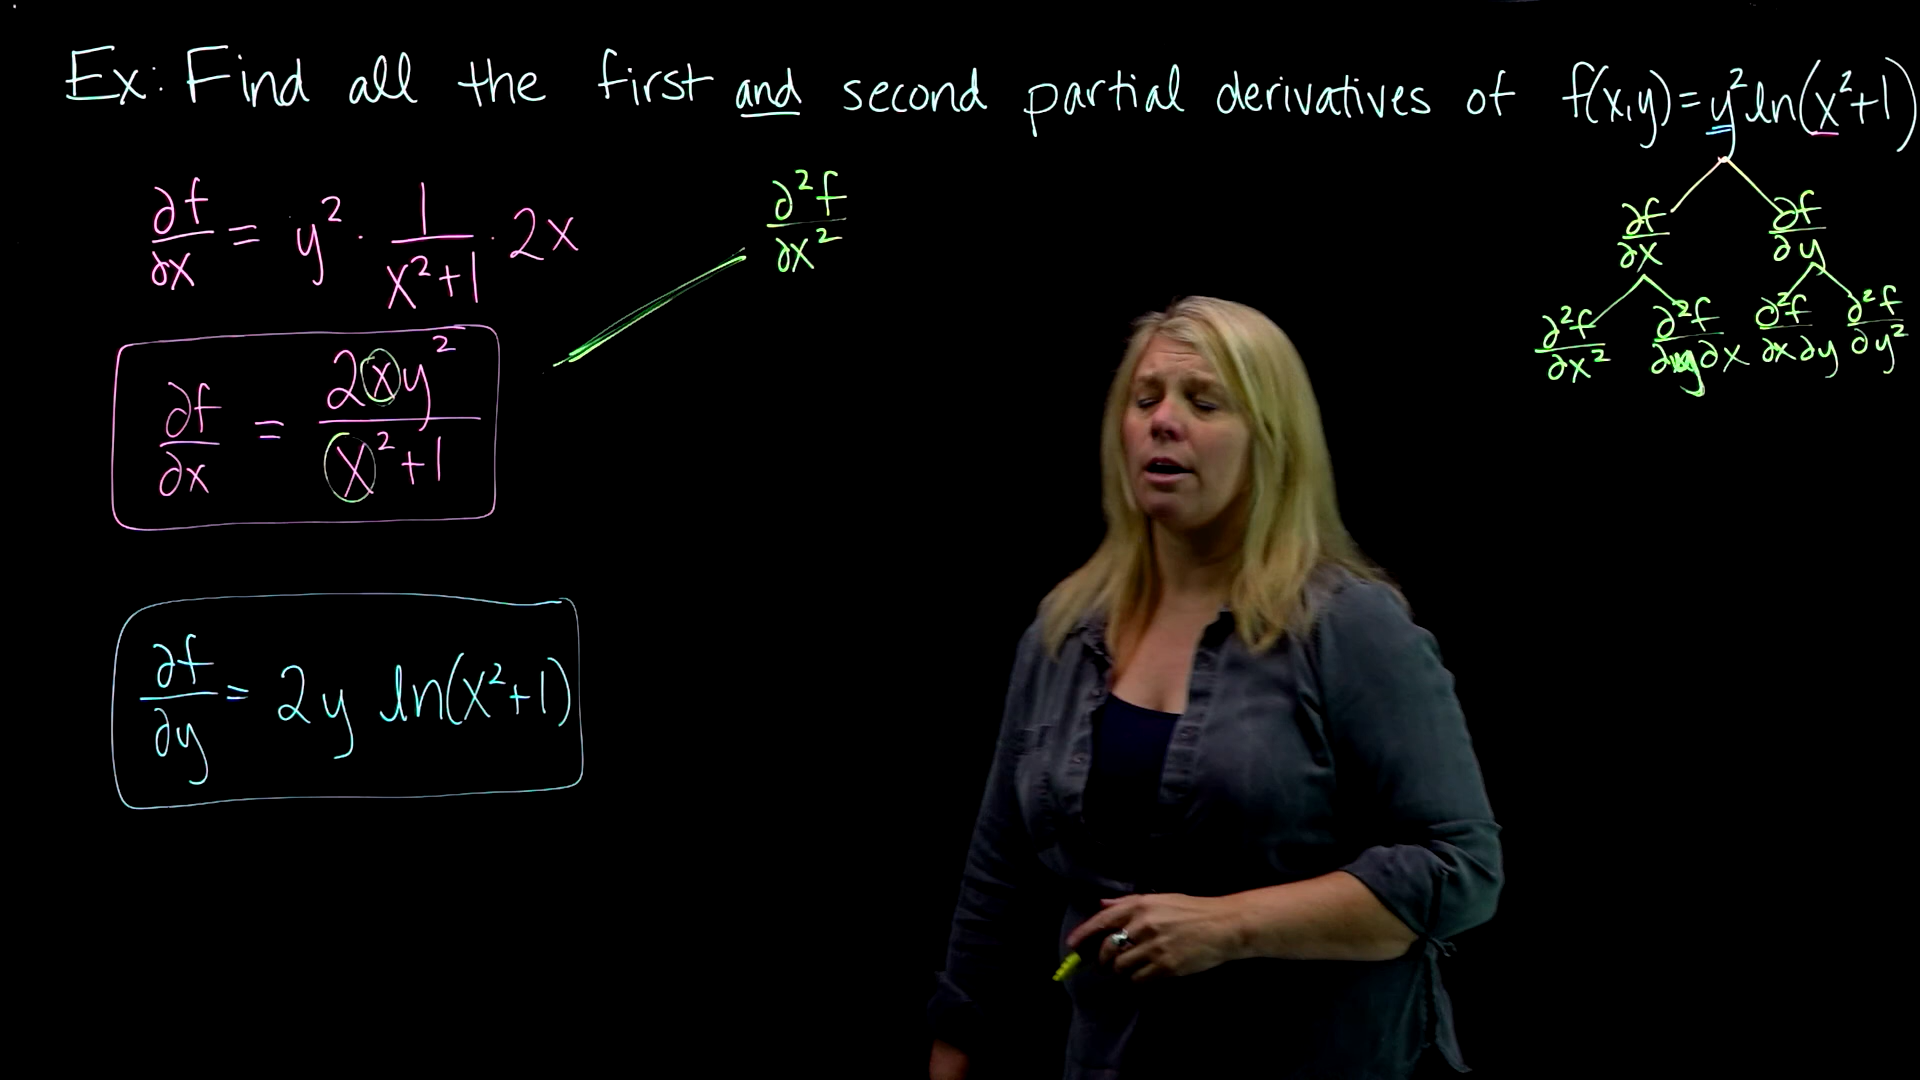 Ex: Find all the first and second partial derivatives of f(x,y)=y²ln(x²+1)
∂f/∂x = y² · 1/(x²+1) · 2x
∂f/∂x = 2xy²/(x²+1)
∂f/∂y = 2y ln(x²+1)
∂²f/∂x²
∂f/∂x ∂f/∂y
∂²f/∂x² ∂²f/∂y∂x ∂²f/∂x∂y ∂²f/∂y²